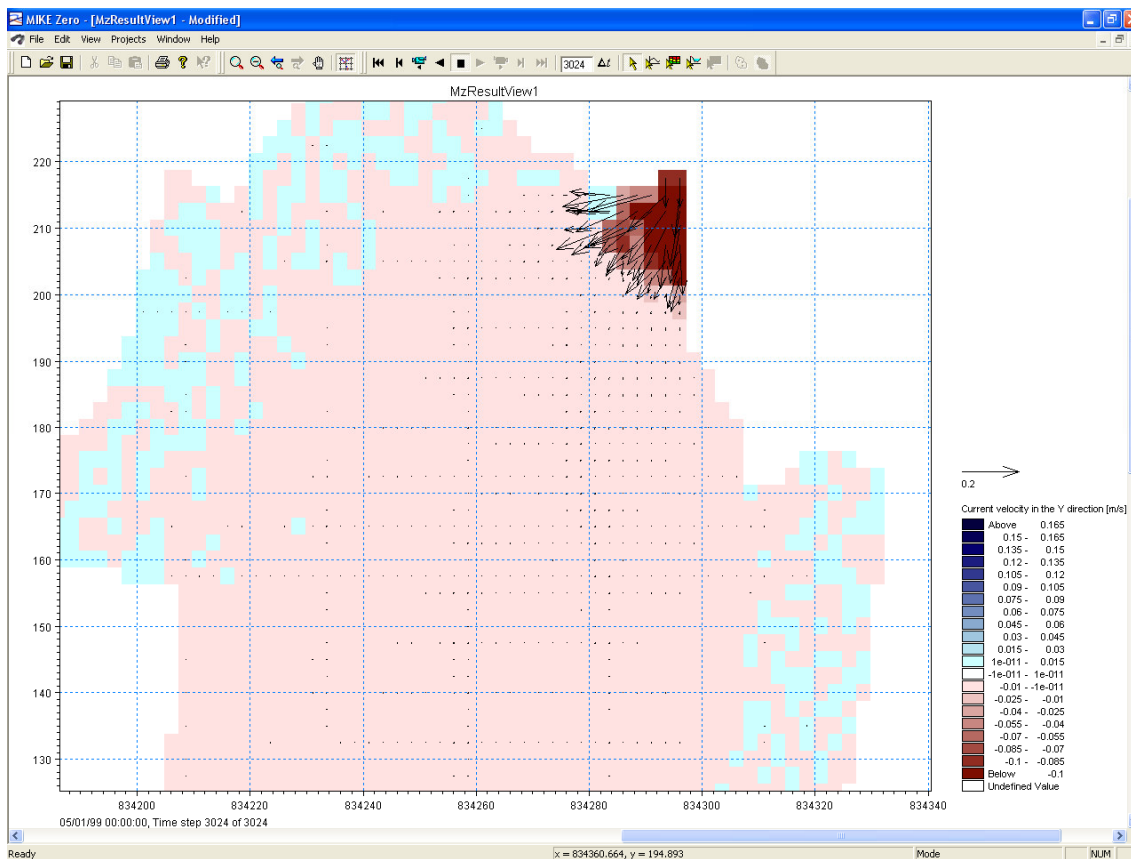 MIKE Zero - [MzResultView1 - Modified]
File Edit View Projects Window Help
3024 Δt
MzResultView1
220
210
200
190
180
170
160
150
140
130
834200 834220 834240 834260 834280 834300 834320 834340
05/01/99 00:00:00, Time step 3024 of 3024
0.2
Current velocity in the Y direction [m/s]
Above 0.165
0.15 - 0.165
0.135 - 0.15
0.12 - 0.135
0.105 - 0.12
0.09 - 0.105
0.075 - 0.09
0.06 - 0.075
0.045 - 0.06
0.03 - 0.045
0.015 - 0.03
1e-011 - 0.015
-1e-011 - 1e-011
-0.01 - -1e-011
-0.025 - -0.01
-0.04 - -0.025
-0.055 - -0.04
-0.07 - -0.055
-0.085 - -0.07
-0.1 - -0.085
Below -0.1
Undefined Value
Ready x = 834360.664, y = 194.893 Mode NUM